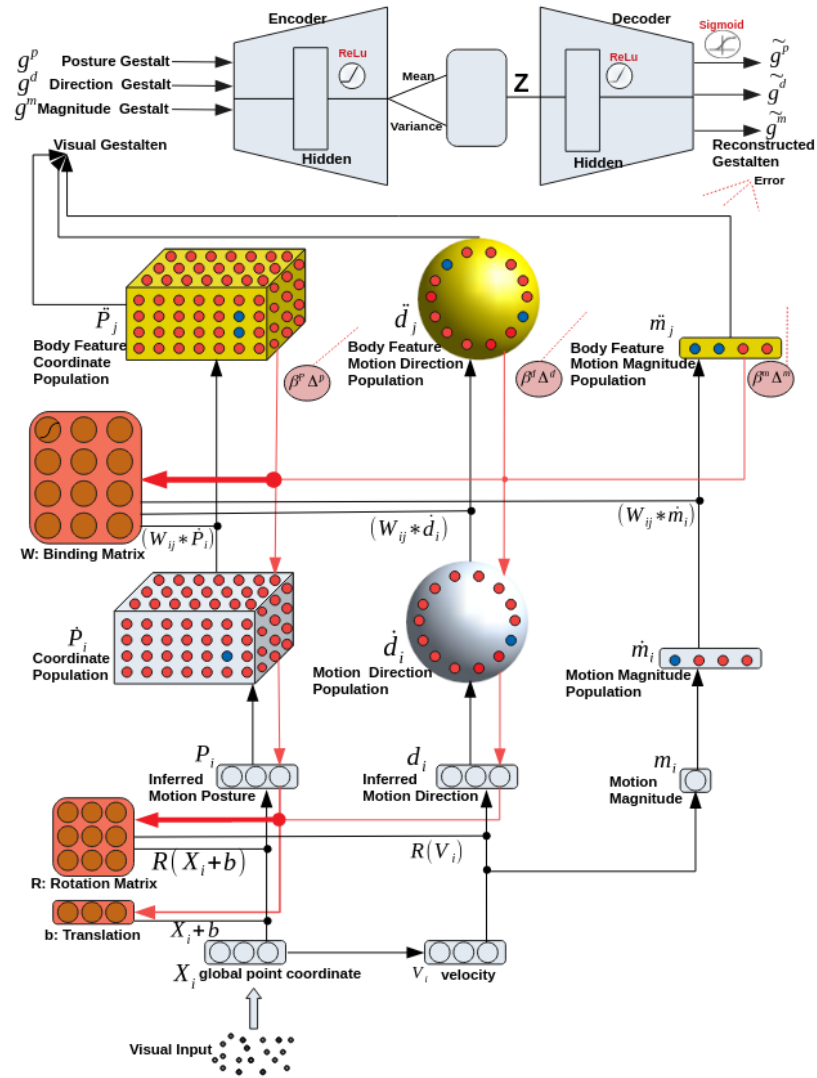 Encoder
Decoder
Sigmoid
ReLu
ReLu
g^p Posture Gestalt
g^d Direction Gestalt
g^m Magnitude Gestalt
Mean
Z
Variance
Hidden
Hidden
g̃^p
g̃^d
g̃^m
Reconstructed
Gestalten
Error
Visual Gestalten
P̈_j
Body Feature
Coordinate
Population
d̈_j
Body Feature
Motion Direction
Population
m̈_j
Body Feature
Motion Magnitude
Population
β^p Δ^p
β^d Δ^d
β^m Δ^m
W: Binding Matrix
(W_ij * Ṗ_i)
(W_ij * ḋ_i)
(W_ij * ṁ_i)
Ṗ_i
Coordinate
Population
ḋ_i
Motion Direction
Population
ṁ_i
Motion Magnitude
Population
P_i
Inferred
Motion Posture
d_i
Inferred
Motion Direction
m_i
Motion
Magnitude
R(X_i+b)
R(V_i)
R: Rotation Matrix
X_i+b
b: Translation
X_i global point coordinate
V_i velocity
Visual Input